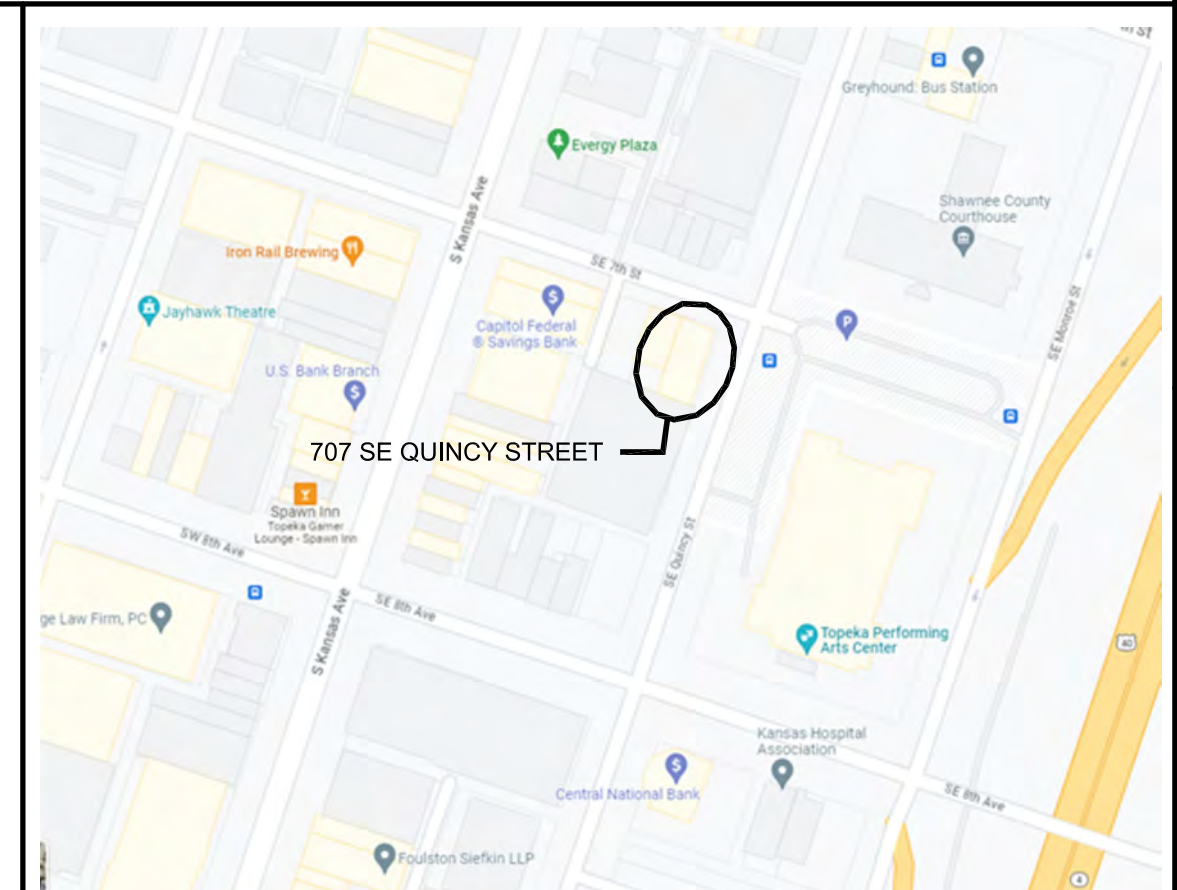 Greyhound: Bus Station
Evergy Plaza
S Kansas Ave
Shawnee County
Courthouse
Iron Rail Brewing
SE 7th St
Jayhawk Theatre
Capitol Federal
® Savings Bank
P
SE Monroe St
U.S. Bank Branch
707 SE QUINCY STREET
Spawn Inn
Topeka Gamer
Lounge - Spawn Inn
SW 8th Ave
SE Quincy St
S Kansas Ave
SE 8th Ave
ge Law Firm, PC
Topeka Performing
Arts Center
40
Kansas Hospital
Association
Central National Bank
SE 8th Ave
Foulston Siefkin LLP
4